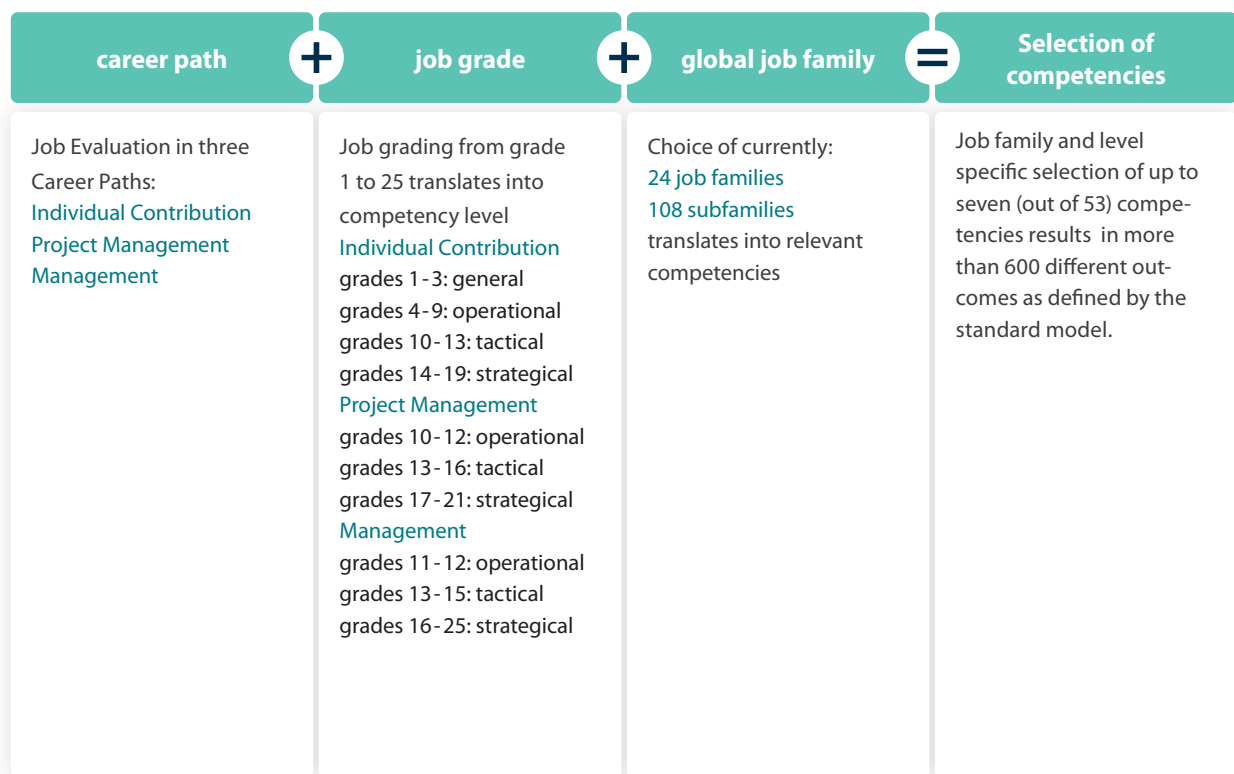 career path
+
job grade
+
global job family
=
Selection of
competencies
Job Evaluation in three
Career Paths:
Individual Contribution
Project Management
Management
Job grading from grade
1 to 25 translates into
competency level
Individual Contribution
grades 1-3: general
grades 4-9: operational
grades 10-13: tactical
grades 14-19: strategical
Project Management
grades 10-12: operational
grades 13-16: tactical
grades 17-21: strategical
Management
grades 11-12: operational
grades 13-15: tactical
grades 16-25: strategical
Choice of currently:
24 job families
108 subfamilies
translates into relevant
competencies
Job family and level
specific selection of up to
seven (out of 53) compe-
tencies results in more
than 600 different out-
comes as defined by the
standard model.